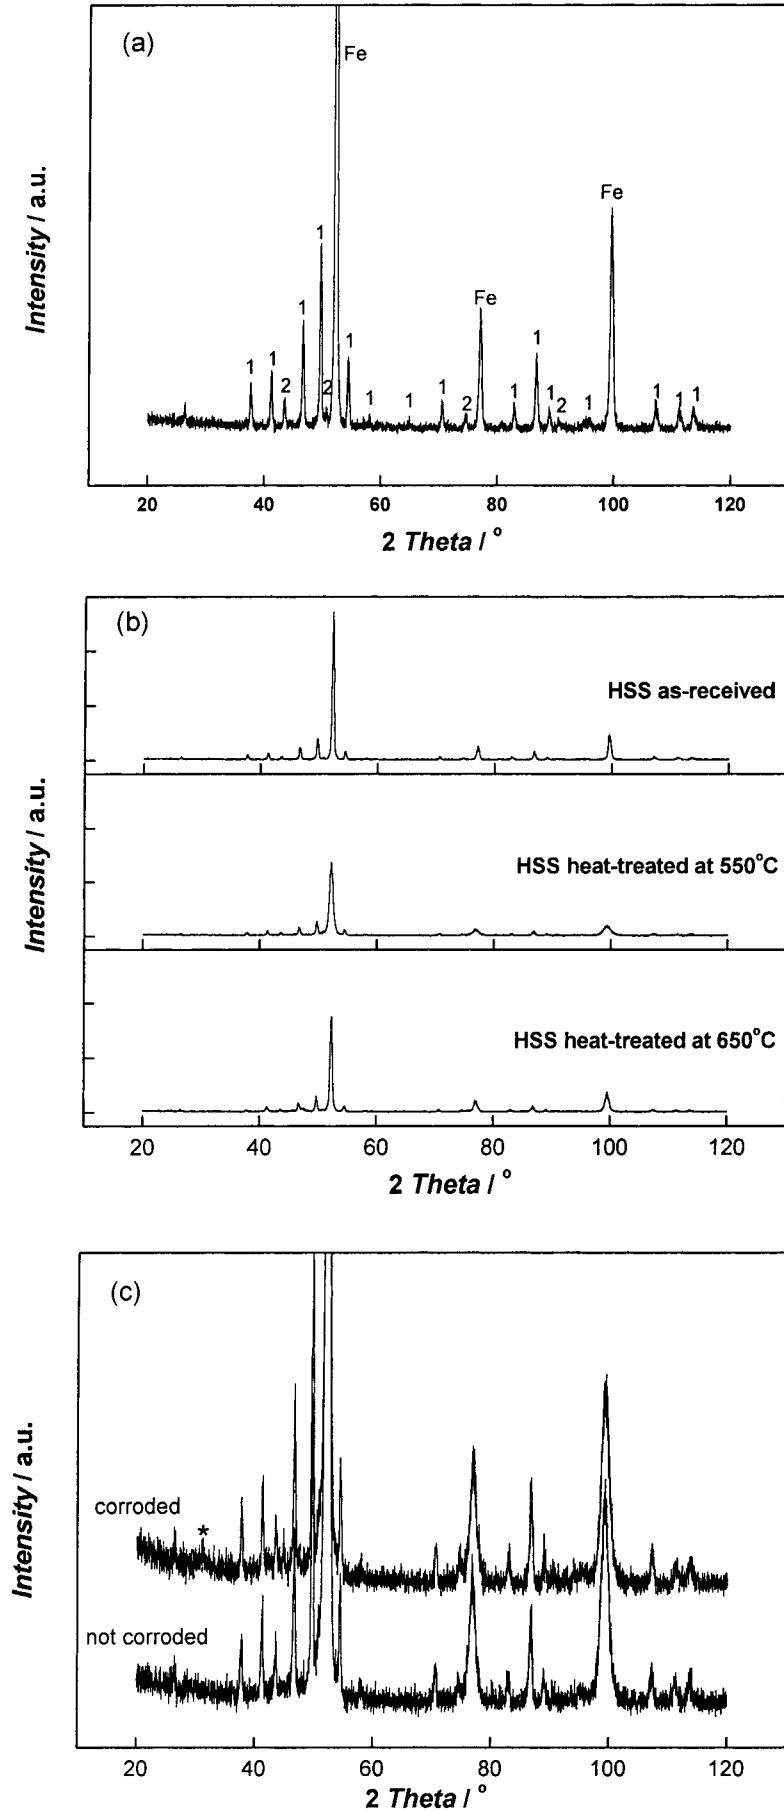 (a)
Fe
Fe
1
1
Fe
1
1
1
1
1
2
2
1
1
1
2
1
1
2
1
1
1
1
Intensity / a.u.
20
40
60
80
100
120
2 Theta / °
(b)
HSS as-received
HSS heat-treated at 550°C
HSS heat-treated at 650°C
Intensity / a.u.
20
40
60
80
100
120
2 Theta / °
(c)
corroded
*
not corroded
Intensity / a.u.
20
40
60
80
100
120
2 Theta / °